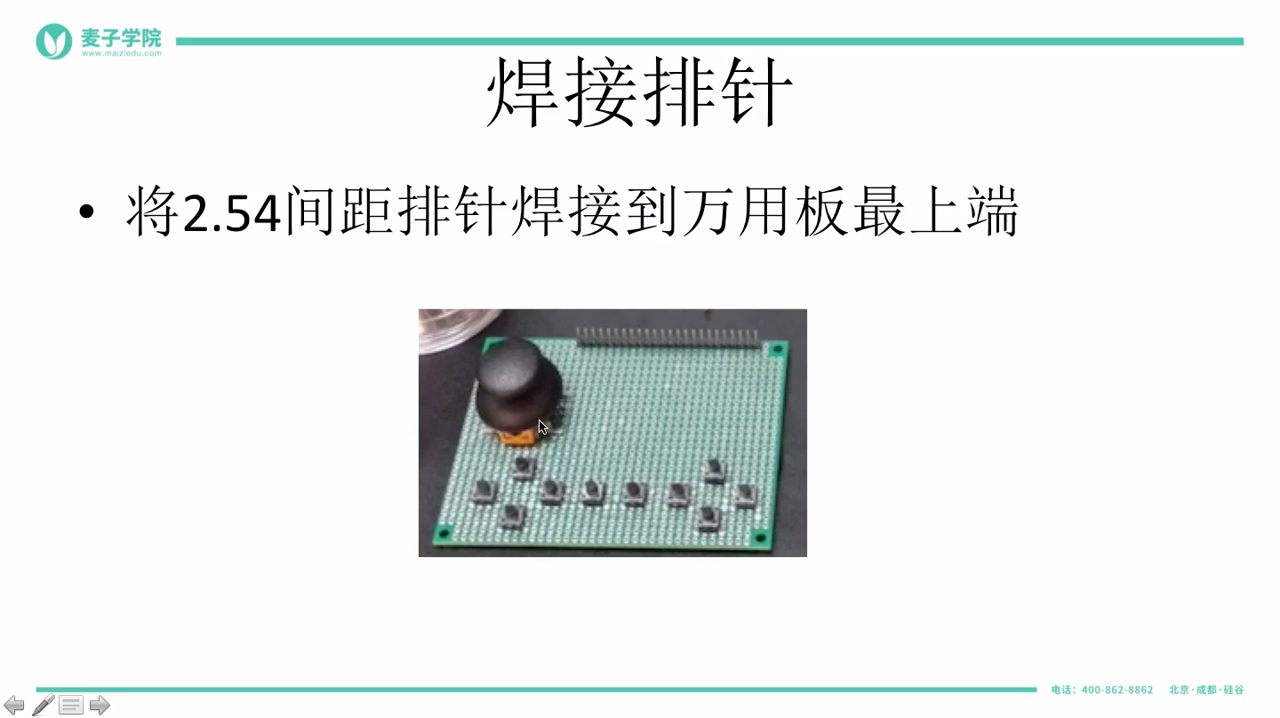 麦子学院
www.maiziedu.com
焊接排针
• 将2.54间距排针焊接到万用板最上端
电话：400-862-8862 北京·成都·硅谷